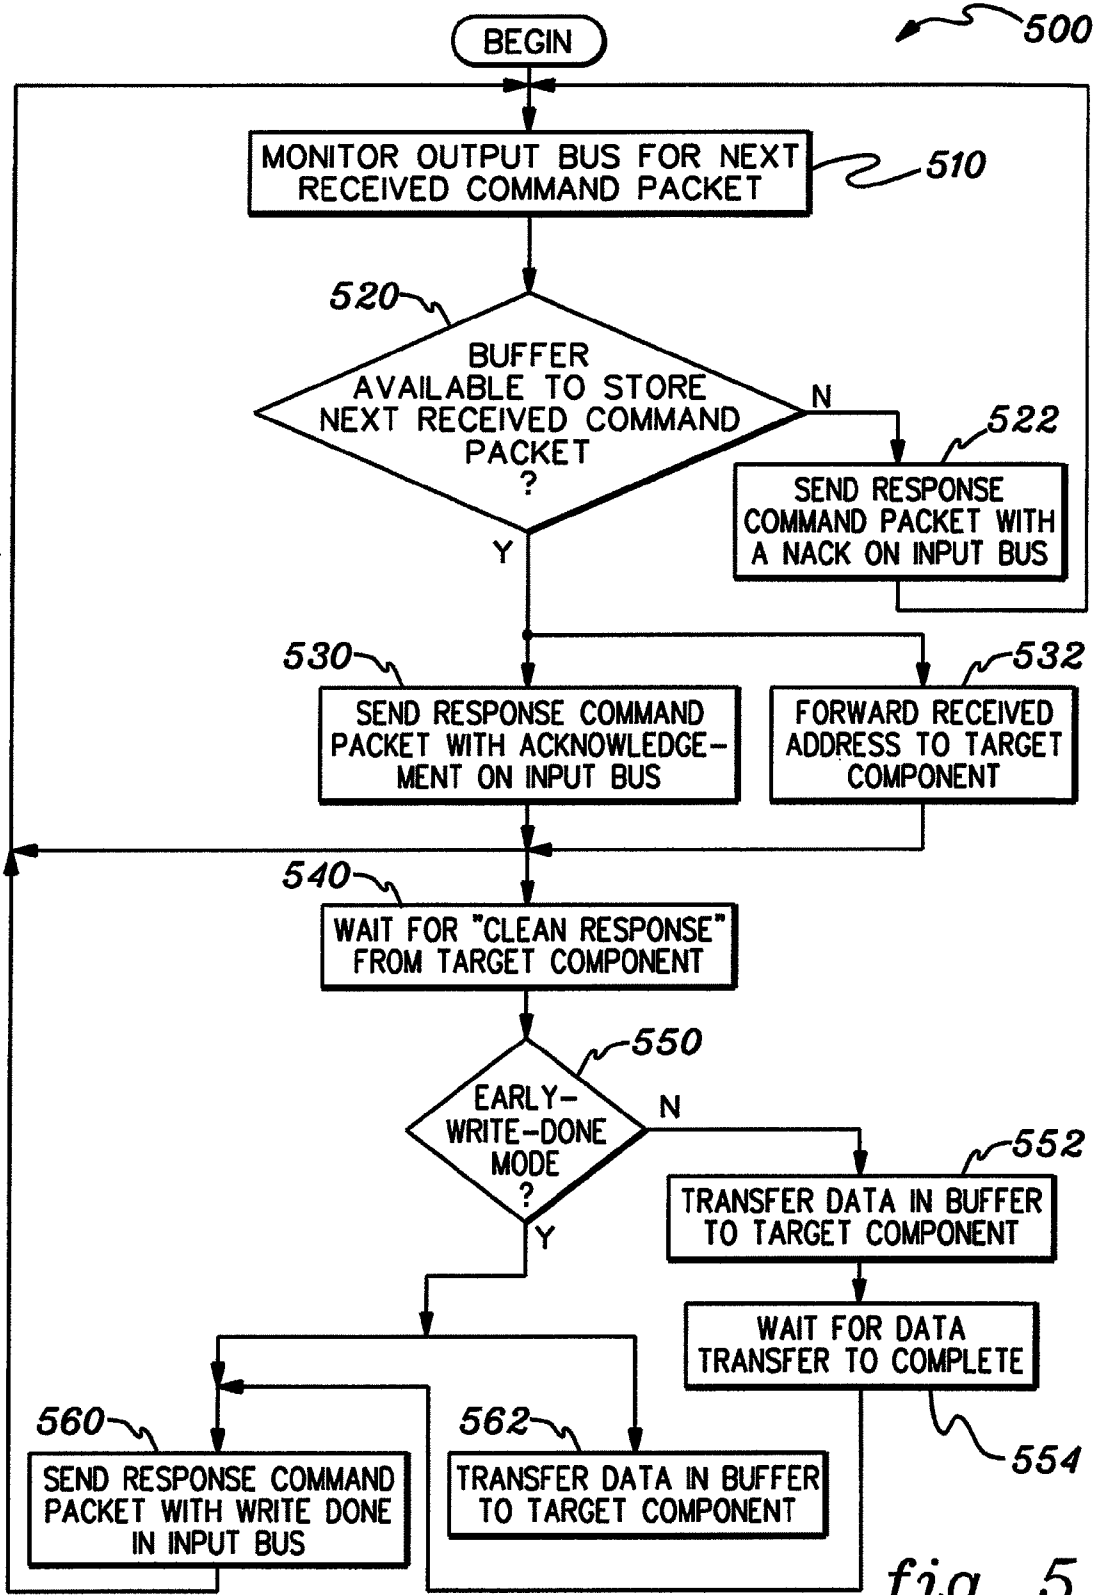 BEGIN
500
MONITOR OUTPUT BUS FOR NEXT
RECEIVED COMMAND PACKET
510
520
BUFFER
AVAILABLE TO STORE
NEXT RECEIVED COMMAND
PACKET
?
N
Y
522
SEND RESPONSE
COMMAND PACKET WITH
A NACK ON INPUT BUS
530
SEND RESPONSE COMMAND
PACKET WITH ACKNOWLEDGE-
MENT ON INPUT BUS
532
FORWARD RECEIVED
ADDRESS TO TARGET
COMPONENT
540
WAIT FOR "CLEAN RESPONSE"
FROM TARGET COMPONENT
550
EARLY-
WRITE-DONE
MODE
?
N
Y
552
TRANSFER DATA IN BUFFER
TO TARGET COMPONENT
WAIT FOR DATA
TRANSFER TO COMPLETE
554
560
SEND RESPONSE COMMAND
PACKET WITH WRITE DONE
IN INPUT BUS
562
TRANSFER DATA IN BUFFER
TO TARGET COMPONENT
fig. 5